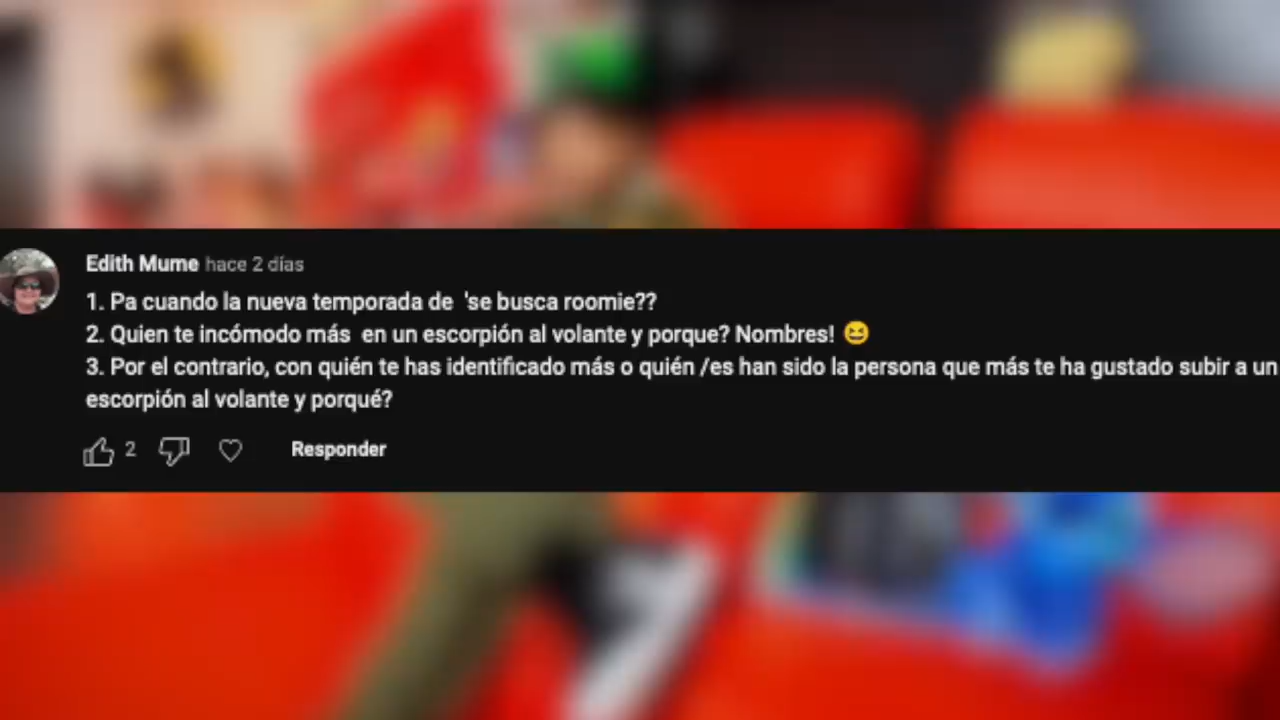 Edith Mume hace 2 días
1. Pa cuando la nueva temporada de  'se busca roomie??
2. Quien te incómodo más  en un escorpión al volante y porque? Nombres! 😆
3. Por el contrario, con quién te has identificado más o quién /es han sido la persona que más te ha gustado subir a un
escorpión al volante y porqué?
2 Responder